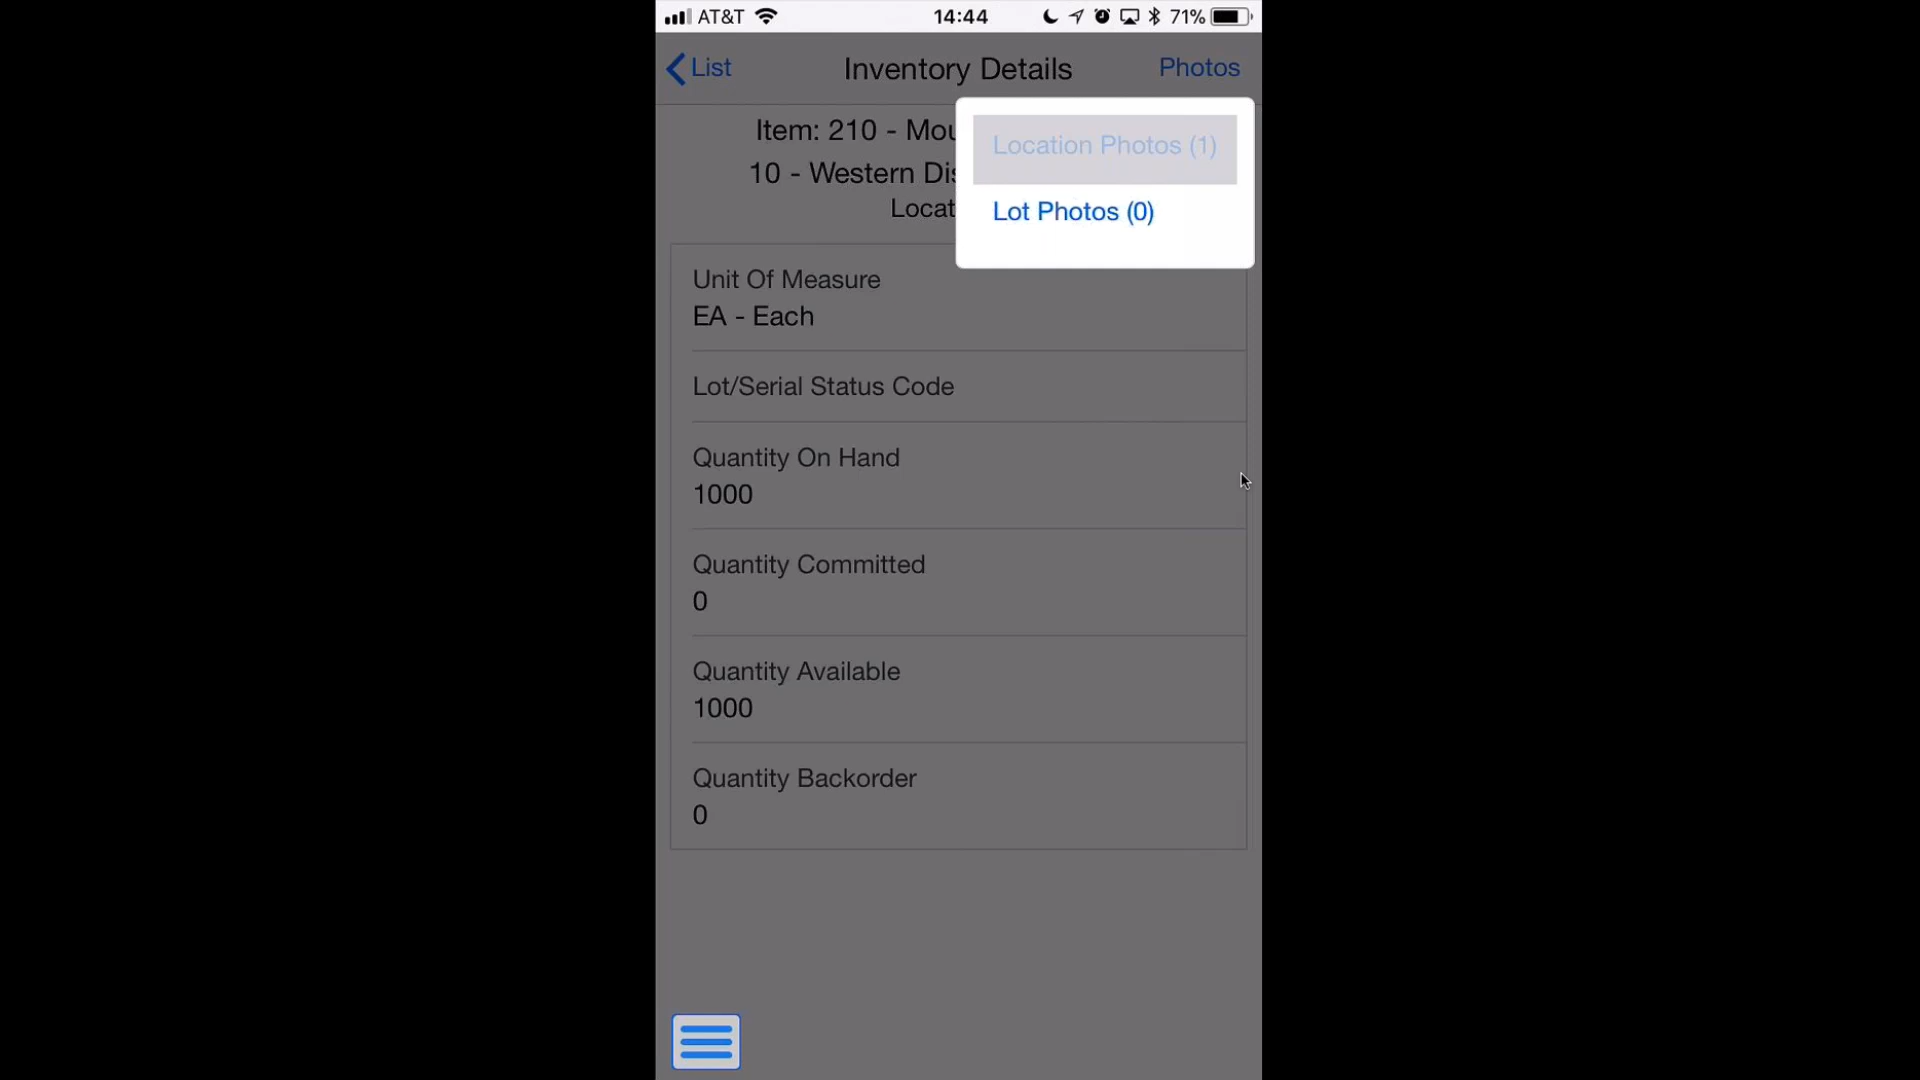 AT&T 14:44 71%
List Inventory Details Photos
Item: 210 - Mou
10 - Western Dis
Locat
Location Photos (1)
Lot Photos (0)
Unit Of Measure
EA - Each
Lot/Serial Status Code
Quantity On Hand
1000
Quantity Committed
0
Quantity Available
1000
Quantity Backorder
0